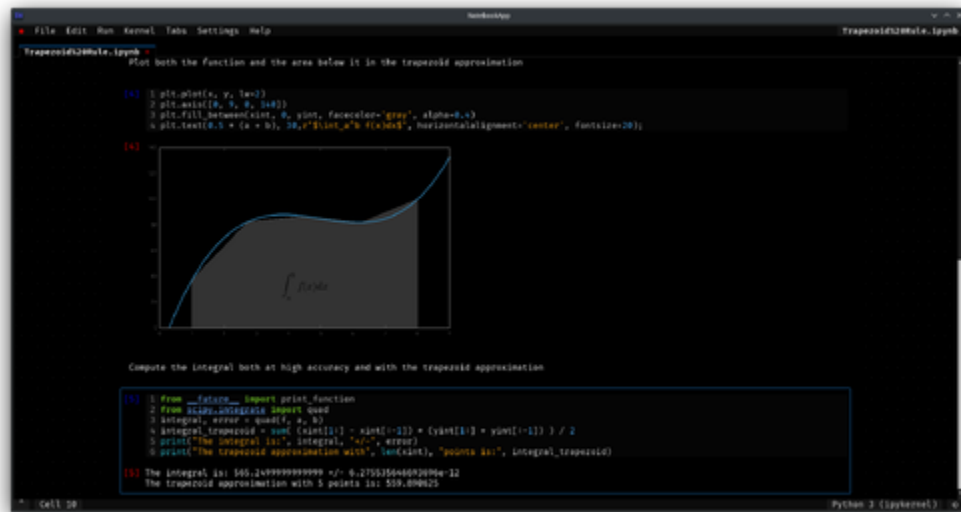 NoteBookApp
File Edit Run Kernel Tabs Settings Help
Trapezoid%20Rule.ipynb
Trapezoid%20Rule.ipynb
Plot both the function and the area below it in the trapezoid approximation
1 plt.plot(x, y, lw=2)
2 plt.axis([0, 9, 0, 140])
3 plt.fill_between(xint, 0, yint, facecolor='gray', alpha=0.4)
4 plt.text(0.5 * (a + b), 30,r"$\int_a^b f(x)dx$", horizontalalignment='center', fontsize=20);
[4]
∫ f(x)dx
Compute the integral both at high accuracy and with the trapezoid approximation
[5] 1 from __future__ import print_function
2 from scipy.integrate import quad
3 integral, error = quad(f, a, b)
4 integral_trapezoid = sum( (xint[1:] - xint[:-1]) * (yint[1:] + yint[:-1]) ) / 2
5 print("The integral is:", integral, "+/-", error)
6 print("The trapezoid approximation with", len(xint), "points is:", integral_trapezoid)
[5] The integral is: 565.2499999999999 +/-
The trapezoid approximation with 5 points is: 559.890625
Cell 10
Python 3 (ipykernel)